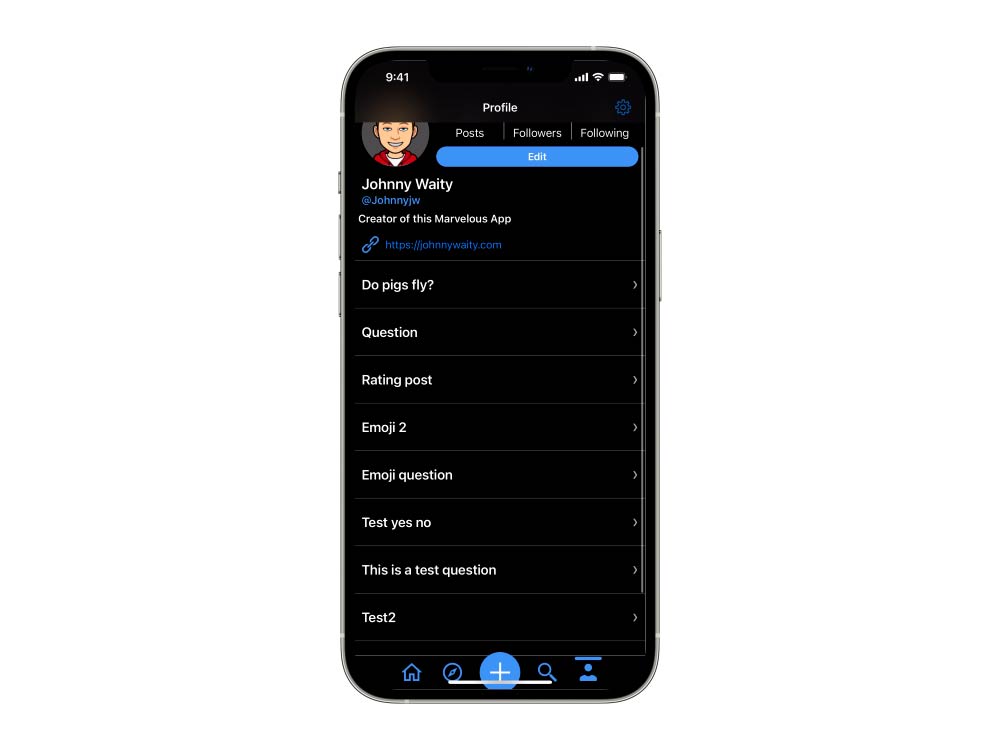 9:41
Profile
Posts Followers Following
Edit
Johnny Waity
@Johnnyjw
Creator of this Marvelous App
https://johnnywaity.com
Do pigs fly?
Question
Rating post
Emoji 2
Emoji question
Test yes no
This is a test question
Test2